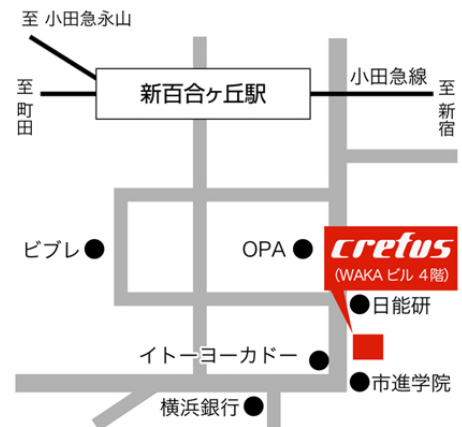 至 小田急永山
小田急線
至
町
田
新百合ヶ丘駅
至
新
宿
ビブレ
OPA
crefus
(WAKA ビル 4階)
日能研
イトーヨーカドー
市進学院
横浜銀行